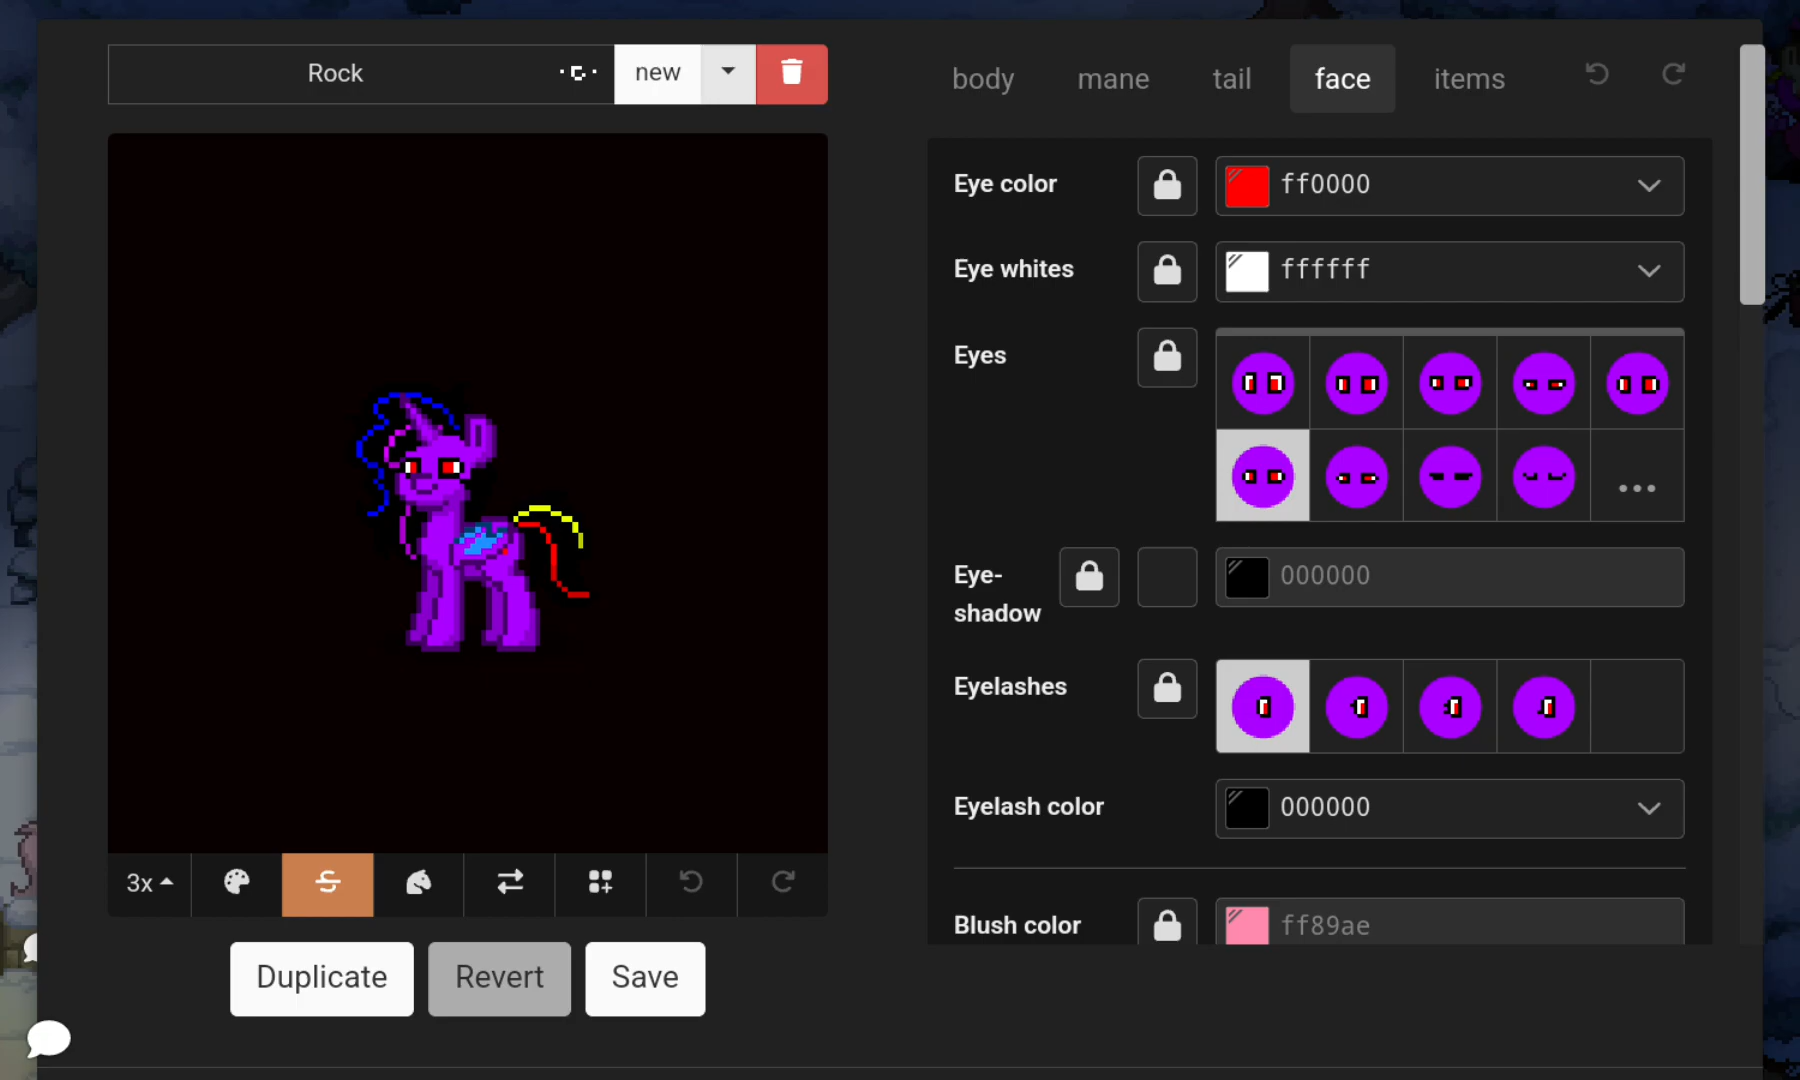 Rock
new
body mane tail face items
Eye color ff0000
Eye whites ffffff
Eyes
Eye-
shadow
000000
Eyelashes
Eyelash color 000000
Blush color ff89ae
3x
Duplicate Revert Save